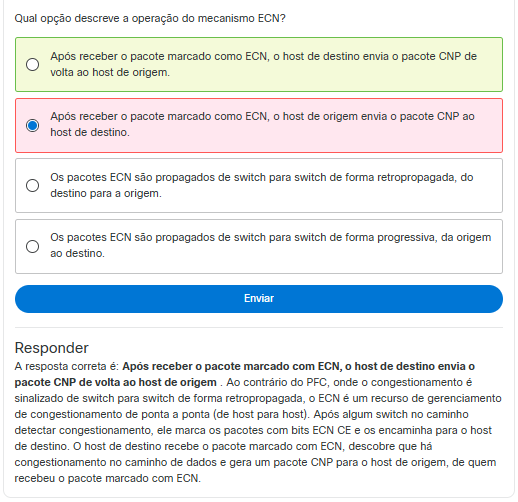 Qual opção descreve a operação do mecanismo ECN?
Após receber o pacote marcado como ECN, o host de destino envia o pacote CNP de
volta ao host de origem.
Após receber o pacote marcado como ECN, o host de origem envia o pacote CNP ao
host de destino.
Os pacotes ECN são propagados de switch para switch de forma retropropagada, do
destino para a origem.
Os pacotes ECN são propagados de switch para switch de forma progressiva, da origem
ao destino.
Enviar
Responder
A resposta correta é: Após receber o pacote marcado com ECN, o host de destino envia o
pacote CNP de volta ao host de origem . Ao contrário do PFC, onde o congestionamento é
sinalizado de switch para switch de forma retropropagada, o ECN é um recurso de gerenciamento
de congestionamento de ponta a ponta (de host para host). Após algum switch no caminho
detectar congestionamento, ele marca os pacotes com bits ECN CE e os encaminha para o host
de destino. O host de destino recebe o pacote marcado com ECN, descobre que há
congestionamento no caminho de dados e gera um pacote CNP para o host de origem, de quem
recebeu o pacote marcado com ECN.